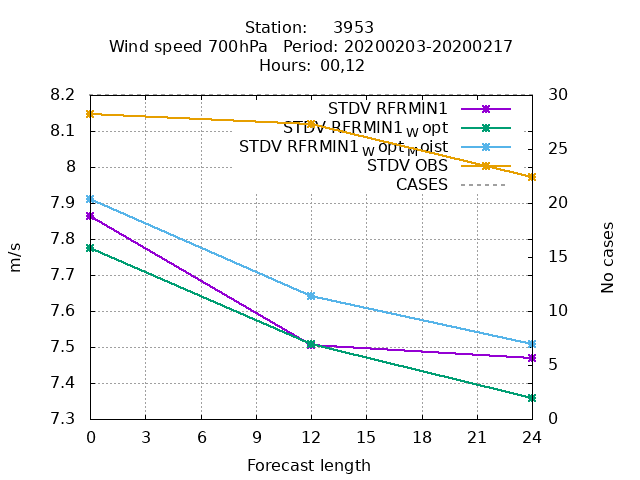 Station: 3953
Wind speed 700hPa Period: 20200203-20200217
Hours: 00,12
8.2 30
STDV RFRMIN1
8.1 STDV RFRMIN1_W opt
STDV RFRMIN1_W opt_M oist 25
8 STDV OBS
CASES
7.9 20
7.8
m/s
No cases
15
7.7
7.6 10
7.5
5
7.4
7.3 0
0 3 6 9 12 15 18 21 24
Forecast length